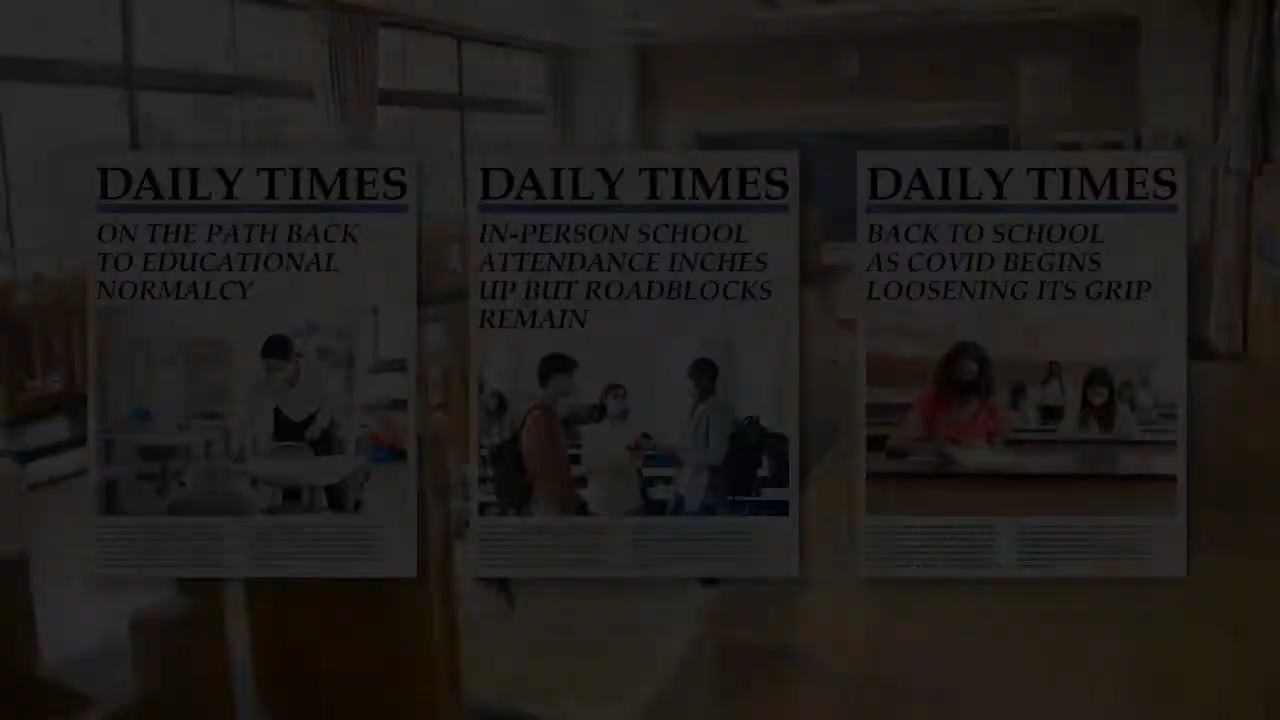 DAILY TIMES
ON THE PATH BACK
TO EDUCATIONAL
NORMALCY
DAILY TIMES
IN-PERSON SCHOOL
ATTENDANCE INCHES
UP BUT ROADBLOCKS
REMAIN
DAILY TIMES
BACK TO SCHOOL
AS COVID BEGINS
LOOSENING ITS GRIP